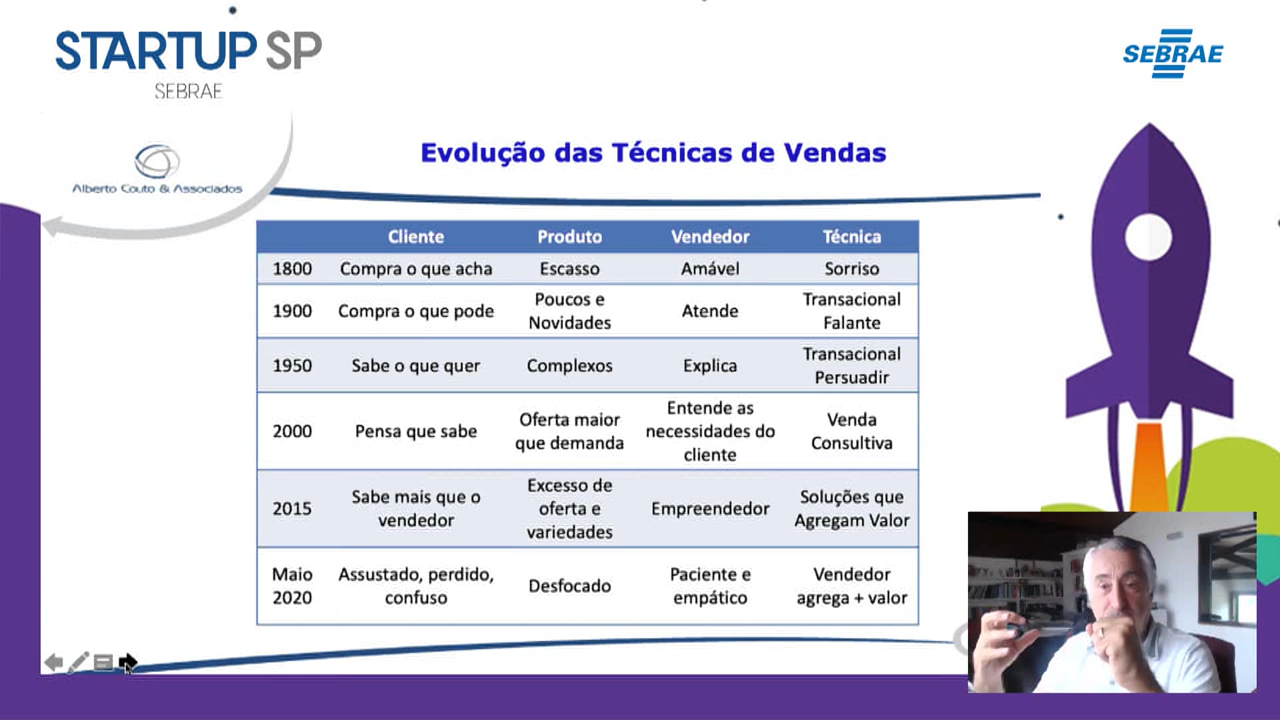 STARTUP SP
SEBRAE
SEBRAE
Alberto Couto & Associados
Evolução das Técnicas de Vendas
Cliente Produto Vendedor Técnica
1800 Compra o que acha Escasso Amável Sorriso
1900 Compra o que pode Poucos e Novidades Atende Transacional Falante
1950 Sabe o que quer Complexos Explica Transacional Persuadir
2000 Pensa que sabe Oferta maior que demanda Entende as necessidades do cliente Venda Consultiva
2015 Sabe mais que o vendedor Excesso de oferta e variedades Empreendedor Soluções que Agregam Valor
Maio 2020 Assustado, perdido, confuso Desfocado Paciente e empático Vendedor agrega + valor